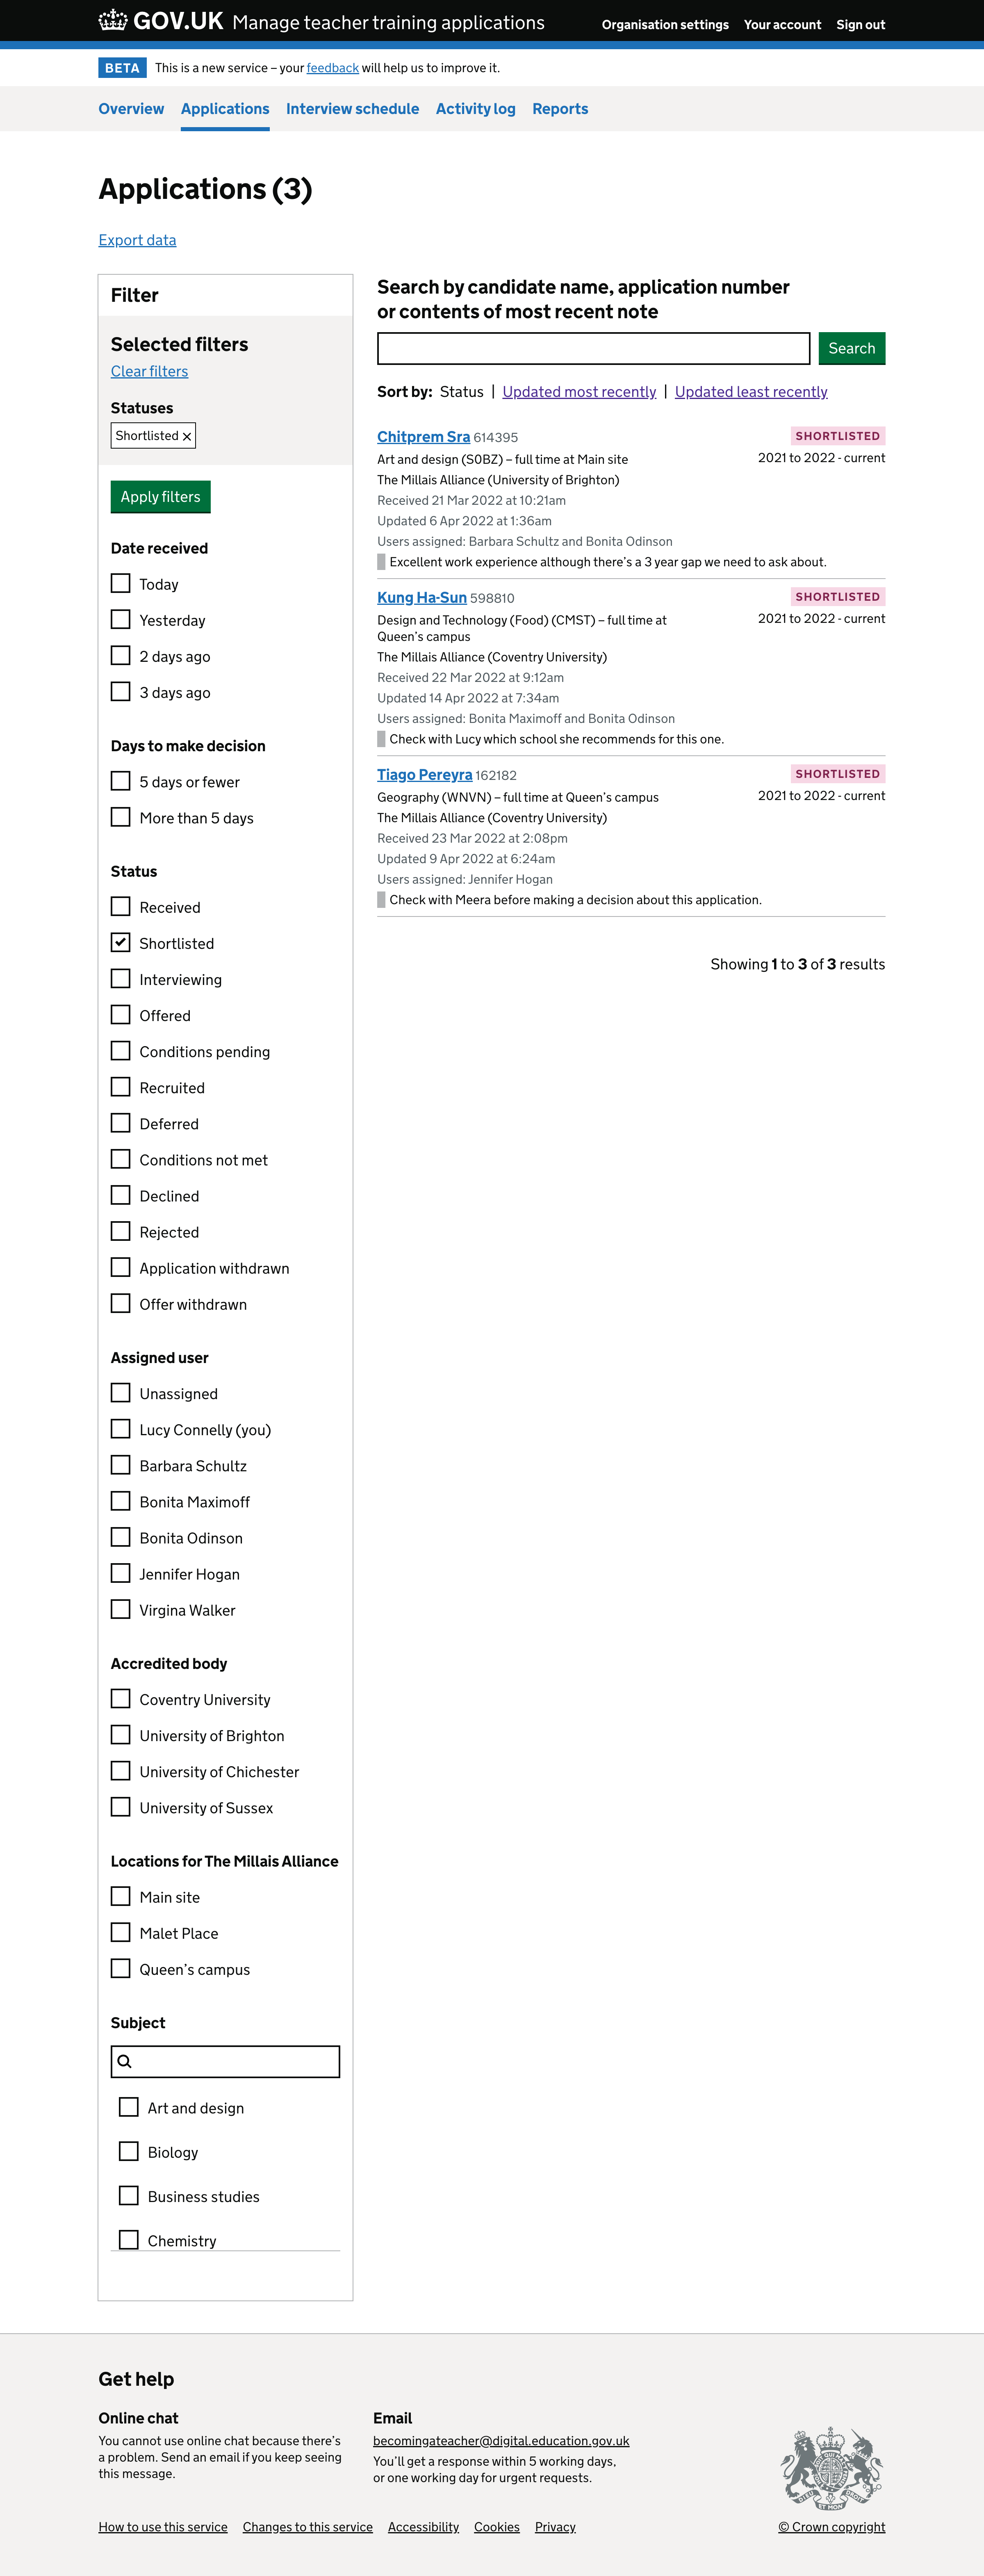 GOV.UK Manage teacher training applications
Organisation settings Your account Sign out
BETA This is a new service – your feedback will help us to improve it.
Overview Applications Interview schedule Activity log Reports
Applications (3)
Export data
Filter
Selected filters
Clear filters
Statuses
Shortlisted ×
Apply filters
Date received
Today
Yesterday
2 days ago
3 days ago
Days to make decision
5 days or fewer
More than 5 days
Status
Received
Shortlisted
Interviewing
Offered
Conditions pending
Recruited
Deferred
Conditions not met
Declined
Rejected
Application withdrawn
Offer withdrawn
Assigned user
Unassigned
Lucy Connelly (you)
Barbara Schultz
Bonita Maximoff
Bonita Odinson
Jennifer Hogan
Virgina Walker
Accredited body
Coventry University
University of Brighton
University of Chichester
University of Sussex
Locations for The Millais Alliance
Main site
Malet Place
Queen’s campus
Subject
Art and design
Biology
Business studies
Chemistry
Search by candidate name, application number
or contents of most recent note
Search
Sort by: Status | Updated most recently | Updated least recently
Chitprem Sra 614395
SHORTLISTED
Art and design (S0BZ) – full time at Main site
2021 to 2022 - current
The Millais Alliance (University of Brighton)
Received 21 Mar 2022 at 10:21am
Updated 6 Apr 2022 at 1:36am
Users assigned: Barbara Schultz and Bonita Odinson
Excellent work experience although there’s a 3 year gap we need to ask about.
Kung Ha-Sun 598810
SHORTLISTED
Design and Technology (Food) (CMST) – full time at
Queen’s campus
2021 to 2022 - current
The Millais Alliance (Coventry University)
Received 22 Mar 2022 at 9:12am
Updated 14 Apr 2022 at 7:34am
Users assigned: Bonita Maximoff and Bonita Odinson
Check with Lucy which school she recommends for this one.
Tiago Pereyra 162182
SHORTLISTED
Geography (WNVN) – full time at Queen’s campus
2021 to 2022 - current
The Millais Alliance (Coventry University)
Received 23 Mar 2022 at 2:08pm
Updated 9 Apr 2022 at 6:24am
Users assigned: Jennifer Hogan
Check with Meera before making a decision about this application.
Showing 1 to 3 of 3 results
Get help
Online chat
You cannot use online chat because there’s
a problem. Send an email if you keep seeing
this message.
Email
becomingateacher@digital.education.gov.uk
You’ll get a response within 5 working days,
or one working day for urgent requests.
How to use this service Changes to this service Accessibility Cookies Privacy
© Crown copyright